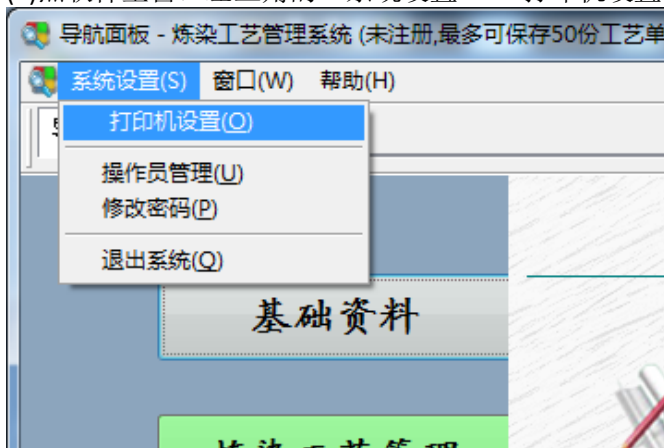 导航面板 - 炼染工艺管理系统 (未注册,最多可保存50份工艺单
系统设置(S) 窗口(W) 帮助(H)
打印机设置(O)
操作员管理(U)
修改密码(P)
退出系统(Q)
基础资料